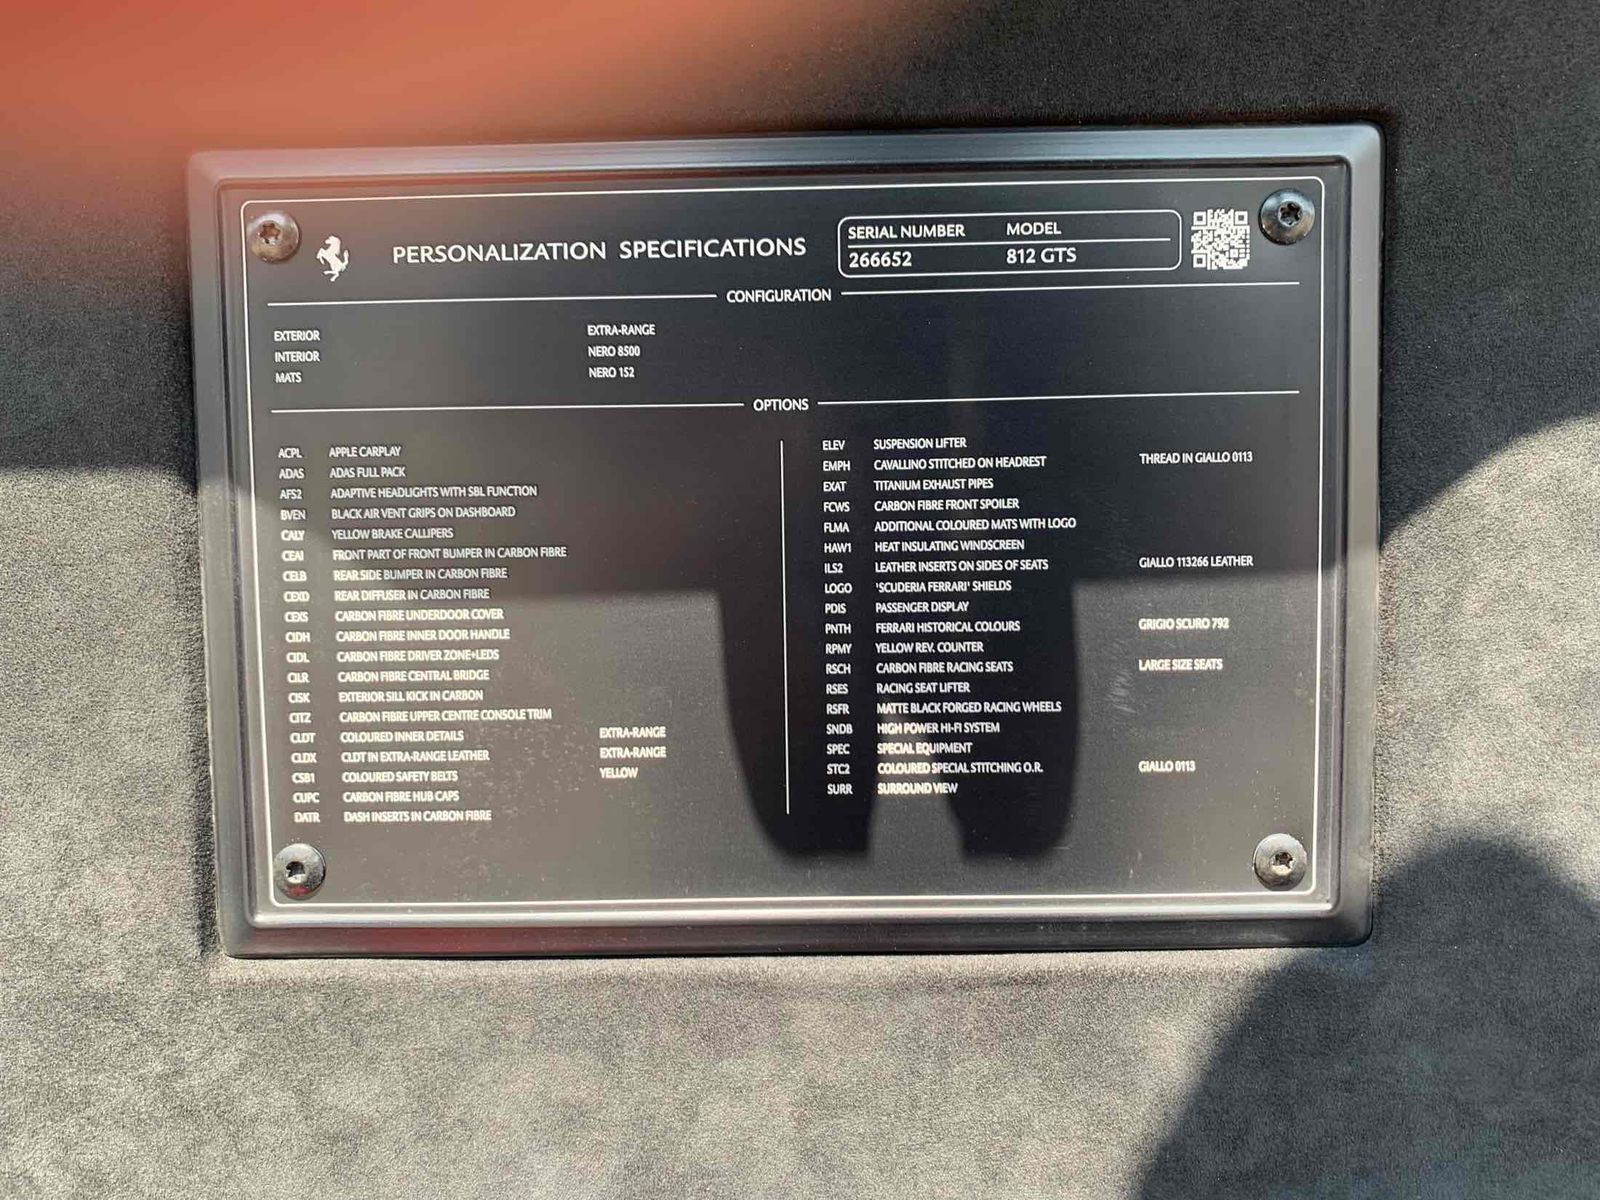 PERSONALIZATION SPECIFICATIONS
SERIAL NUMBER MODEL
266652 812 GTS
CONFIGURATION
EXTERIOR EXTRA-RANGE
INTERIOR NERO 8500
MATS NERO 152
OPTIONS
ACPL APPLE CARPLAY
ADAS ADAS FULL PACK
AFS2 ADAPTIVE HEADLIGHTS WITH SBL FUNCTION
BVEN BLACK AIR VENT GRIPS ON DASHBOARD
CALY YELLOW BRAKE CALLIPERS
CEAI FRONT PART OF FRONT BUMPER IN CARBON FIBRE
CELB REAR SIDE BUMPER IN CARBON FIBRE
CEXD REAR DIFFUSER IN CARBON FIBRE
CEXS CARBON FIBRE UNDERDOOR COVER
CIDH CARBON FIBRE INNER DOOR HANDLE
CIDL CARBON FIBRE DRIVER ZONE+LEDS
CILR CARBON FIBRE CENTRAL BRIDGE
CISK EXTERIOR SILL KICK IN CARBON
CITZ CARBON FIBRE UPPER CENTRE CONSOLE TRIM
CLDT COLOURED INNER DETAILS EXTRA-RANGE
CLDX CLDT IN EXTRA-RANGE LEATHER EXTRA-RANGE
CSB1 COLOURED SAFETY BELTS YELLOW
CUPC CARBON FIBRE HUB CAPS
DATR DASH INSERTS IN CARBON FIBRE
ELEV SUSPENSION LIFTER
EMPH CAVALLINO STITCHED ON HEADREST THREAD IN GIALLO 0113
EXAT TITANIUM EXHAUST PIPES
FCWS CARBON FIBRE FRONT SPOILER
FLMA ADDITIONAL COLOURED MATS WITH LOGO
HAW1 HEAT INSULATING WINDSCREEN
ILS2 LEATHER INSERTS ON SIDES OF SEATS GIALLO 113266 LEATHER
LOGO 'SCUDERIA FERRARI' SHIELDS
PDIS PASSENGER DISPLAY
PNTH FERRARI HISTORICAL COLOURS GRIGIO SCURO 792
RPMY YELLOW REV. COUNTER
RSCH CARBON FIBRE RACING SEATS LARGE SIZE SEATS
RSES RACING SEAT LIFTER
RSFR MATTE BLACK FORGED RACING WHEELS
SNDB HIGH POWER HI-FI SYSTEM
SPEC SPECIAL EQUIPMENT
STC2 COLOURED SPECIAL STITCHING O.R. GIALLO 0113
SURR SURROUND VIEW